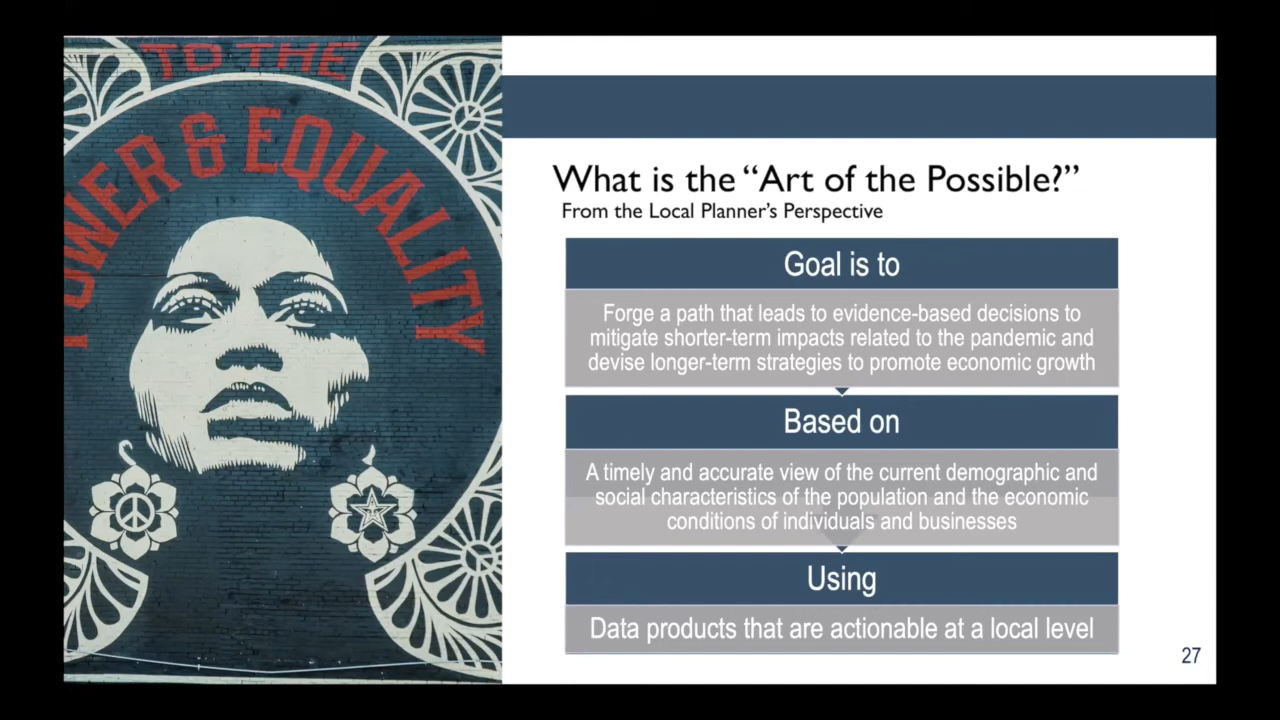 TO THE
POWER & EQUALITY
What is the “Art of the Possible?”
From the Local Planner’s Perspective
Goal is to
Forge a path that leads to evidence-based decisions to
mitigate shorter-term impacts related to the pandemic and
devise longer-term strategies to promote economic growth
Based on
A timely and accurate view of the current demographic and
social characteristics of the population and the economic
conditions of individuals and businesses
Using
Data products that are actionable at a local level
27